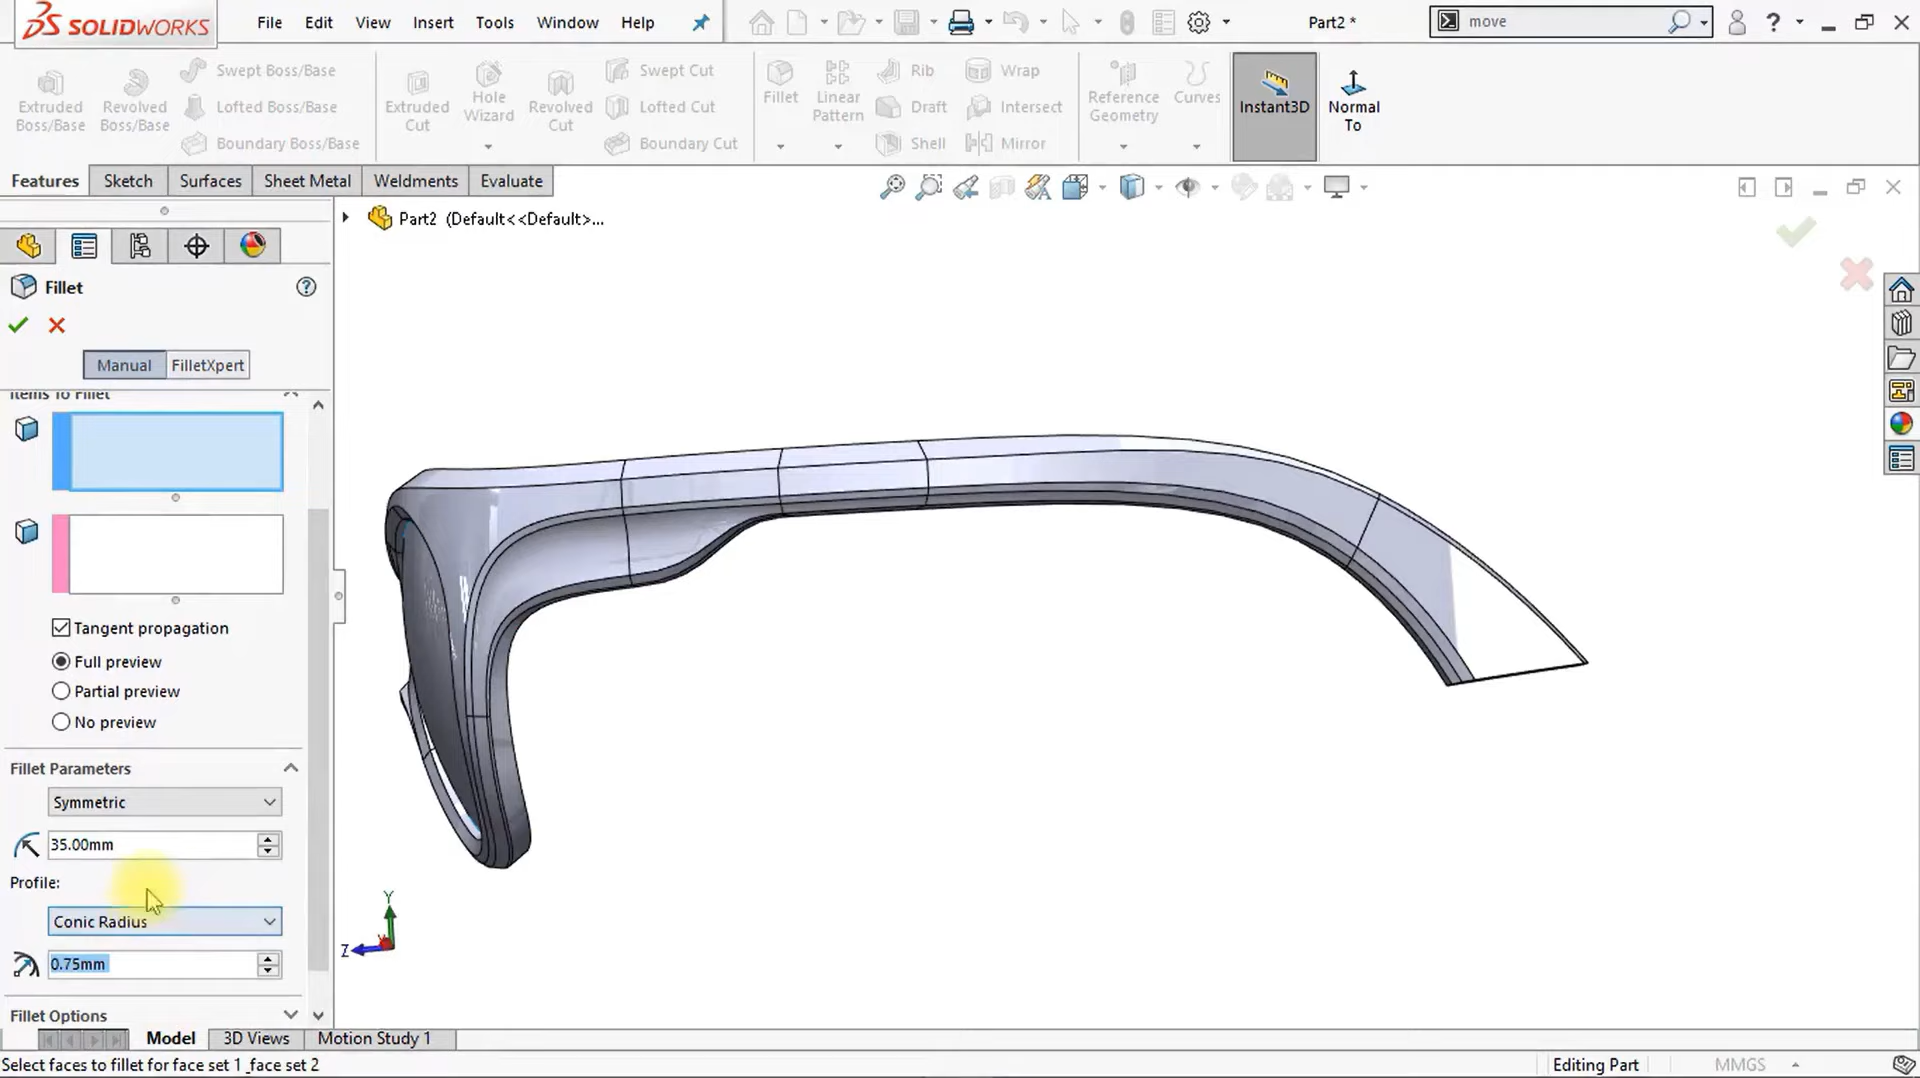 SOLIDWORKS File Edit View Insert Tools Window Help Part2 * move ?
Swept Boss/Base Swept Cut Rib Wrap
Extruded Boss/Base Revolved Boss/Base Lofted Boss/Base Extruded Cut Hole Wizard Revolved Cut Lofted Cut Fillet Linear Pattern Draft Intersect Reference Geometry Curves Instant3D Normal To
Boundary Boss/Base Boundary Cut Shell Mirror
Features Sketch Surfaces Sheet Metal Weldments Evaluate
Part2 (Default<<Default>...
Fillet
Manual FilletXpert
Items To Fillet
Tangent propagation
Full preview
Partial preview
No preview
Fillet Parameters
Symmetric
35.00mm
Profile:
Conic Radius
0.75mm
Y
Z
Fillet Options
Model 3D Views Motion Study 1
Select faces to fillet for face set 1 _face set 2 Editing Part MMGS